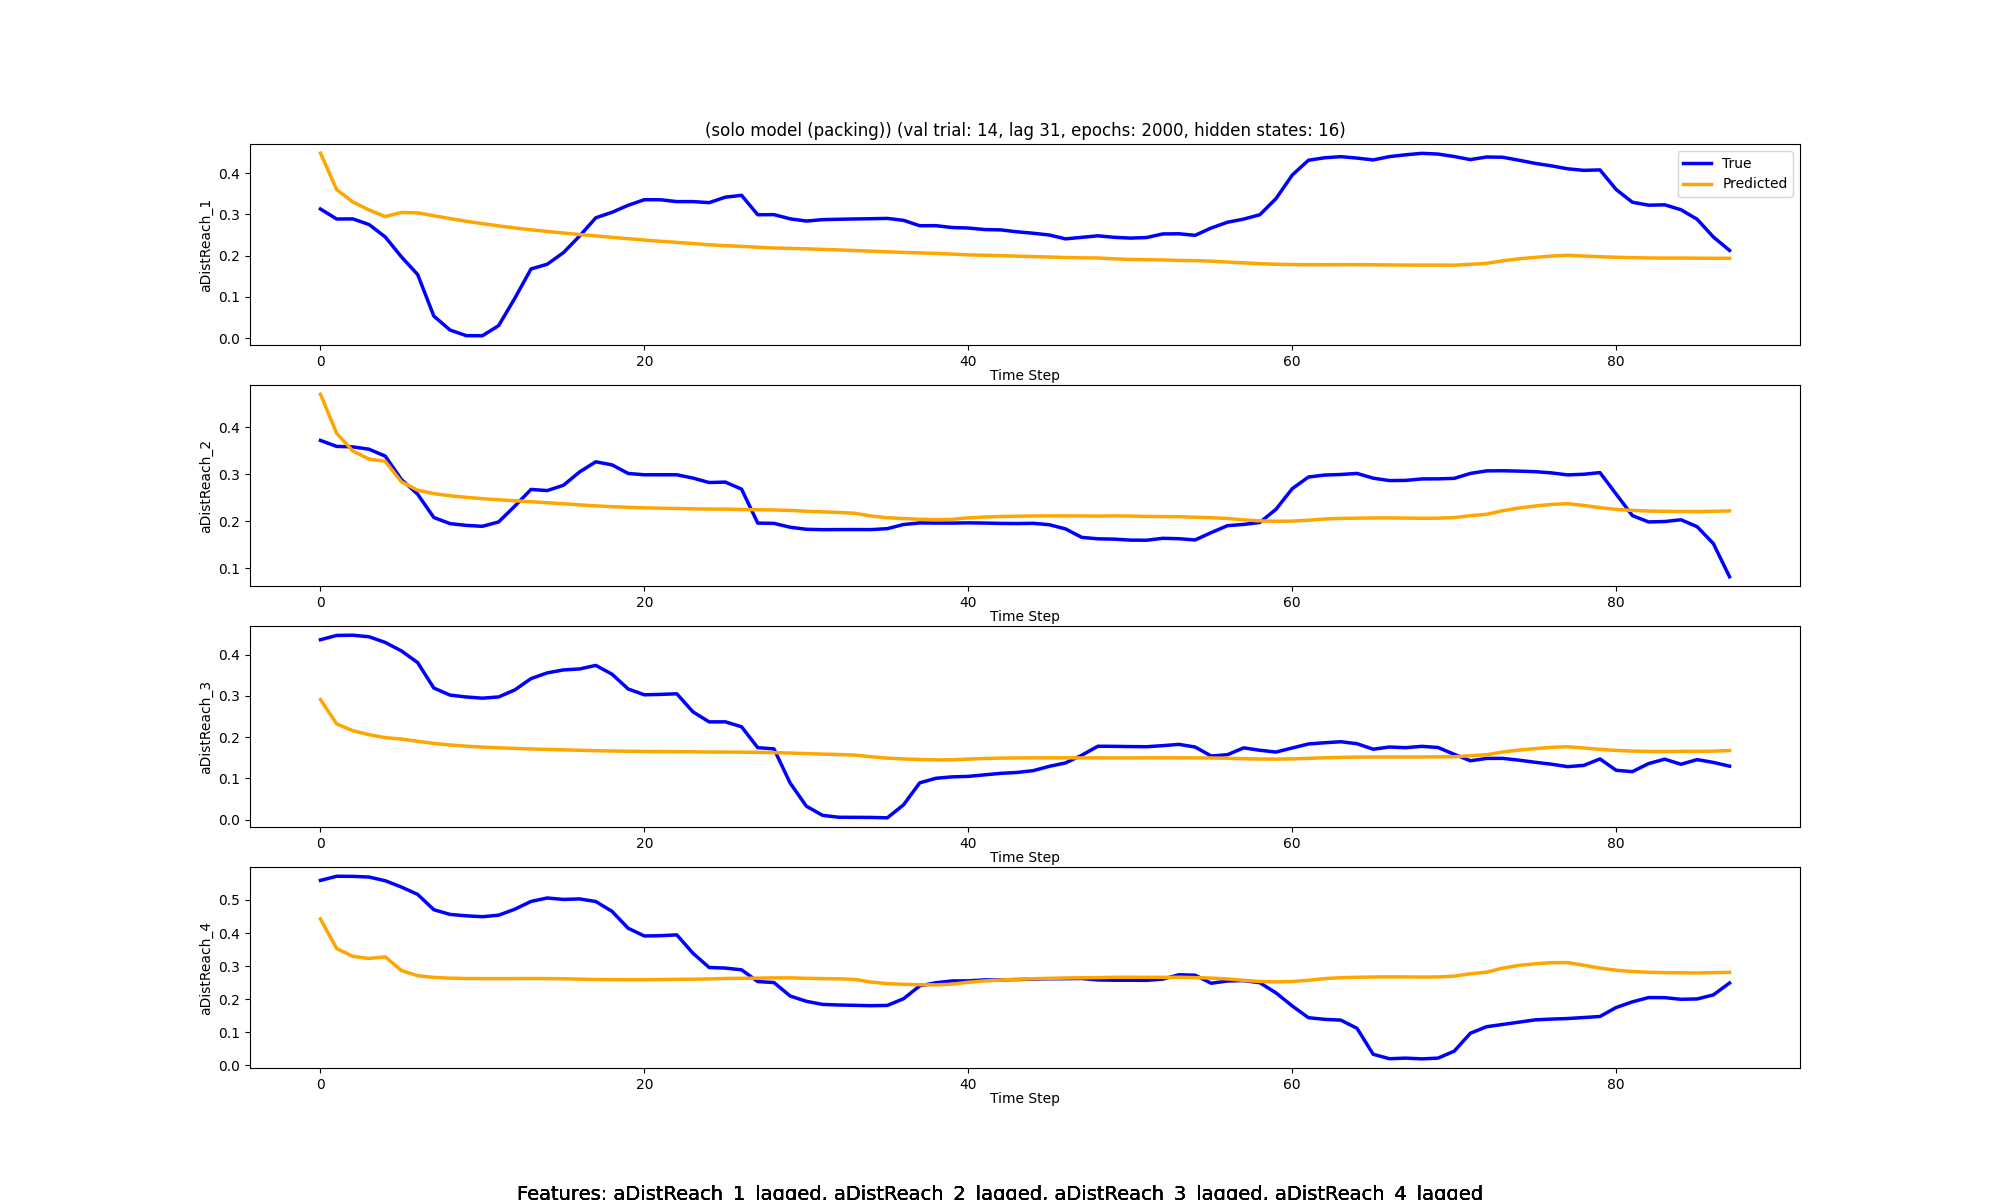 (solo model (packing)) (val trial: 14, lag 31, epochs: 2000, hidden states: 16)
True
Predicted
aDistReach_1
0.4
0.3
0.2
0.1
0.0
0 20 40 60 80
Time Step
aDistReach_2
0.4
0.3
0.2
0.1
0 20 40 60 80
Time Step
aDistReach_3
0.4
0.3
0.2
0.1
0.0
0 20 40 60 80
Time Step
aDistReach_4
0.5
0.4
0.3
0.2
0.1
0.0
0 20 40 60 80
Time Step
Features: aDistReach_1_lagged, aDistReach_2_lagged, aDistReach_3_lagged, aDistReach_4_lagged